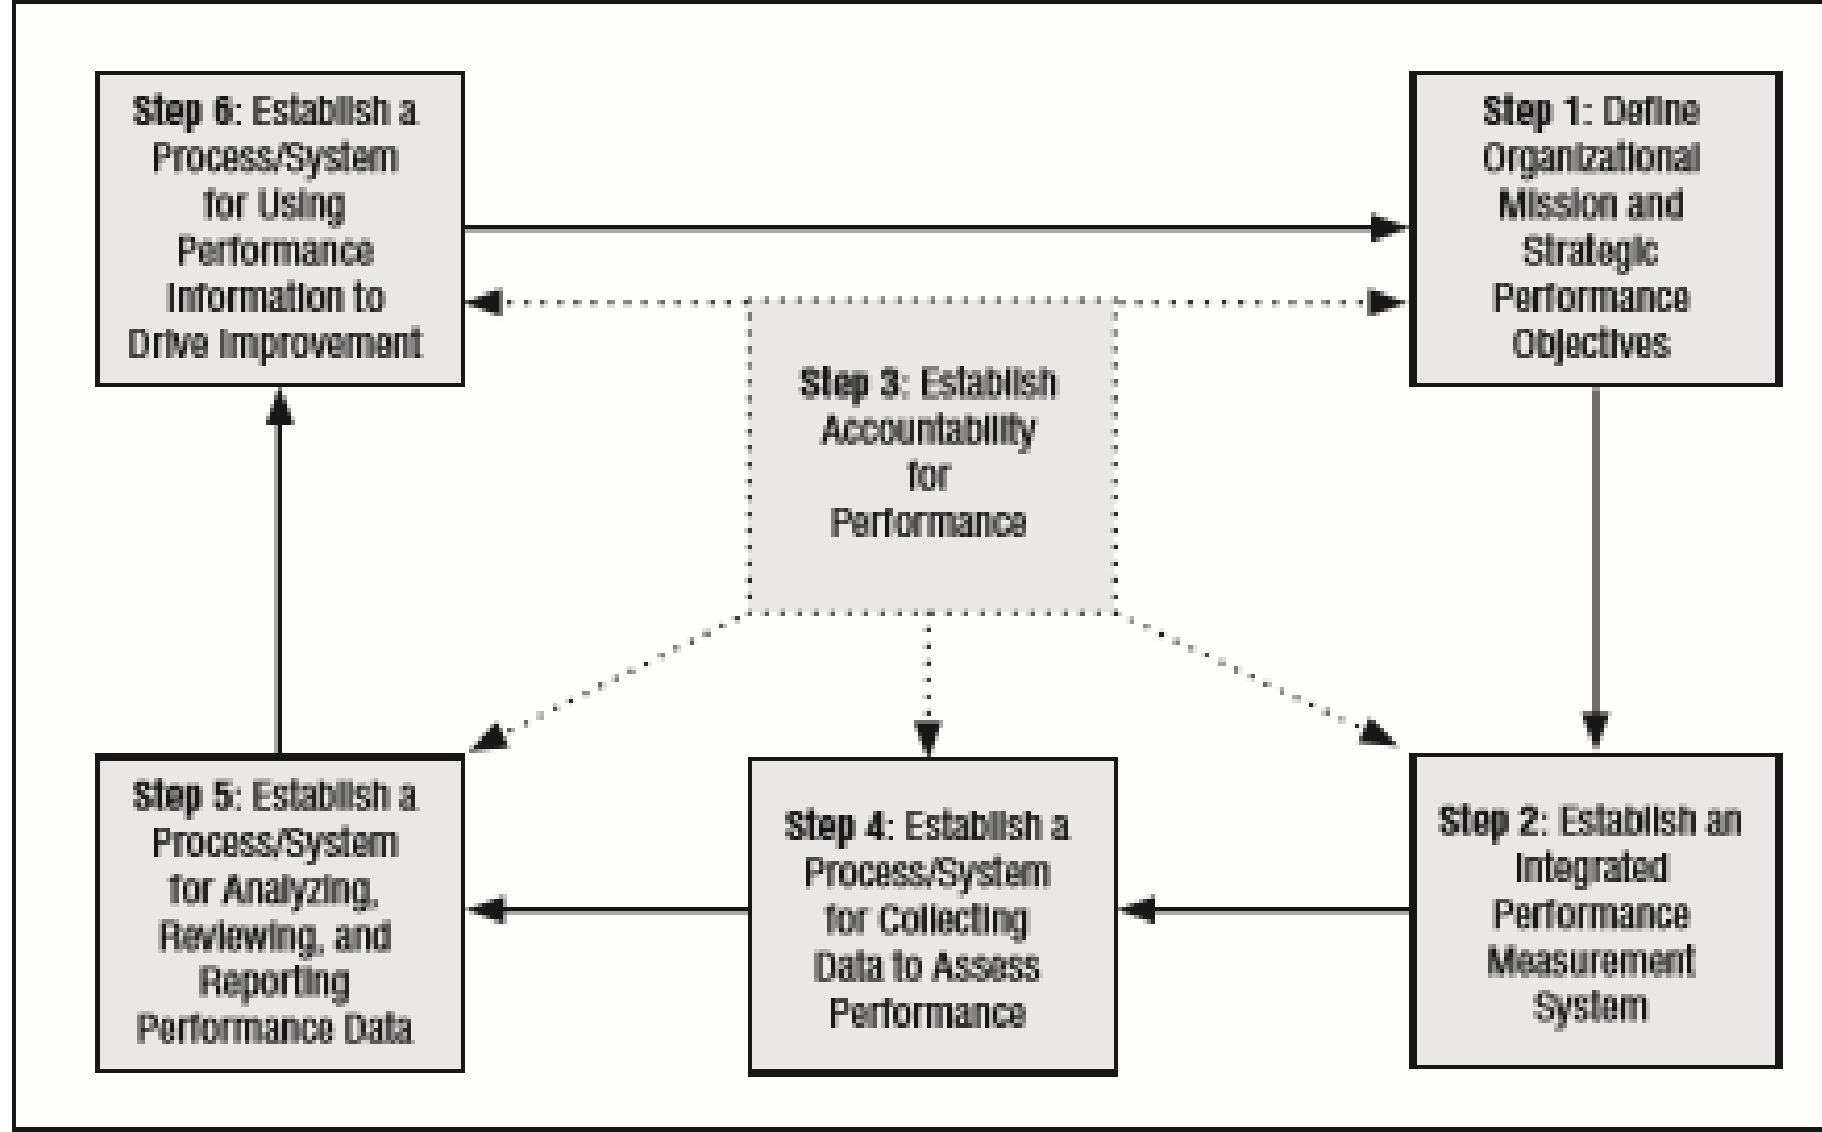 Step 6: Establish a
Process/System
for Using
Performance
Information to
Drive Improvement
Step 1: Define
Organizational
Mission and
Strategic
Performance
Objectives
Step 3: Establish
Accountability
for
Performance
Step 5: Establish a
Process/System
for Analyzing,
Reviewing, and
Reporting
Performance Data
Step 4: Establish a
Process/System
for Collecting
Data to Assess
Performance
Step 2: Establish an
Integrated
Performance
Measurement
System